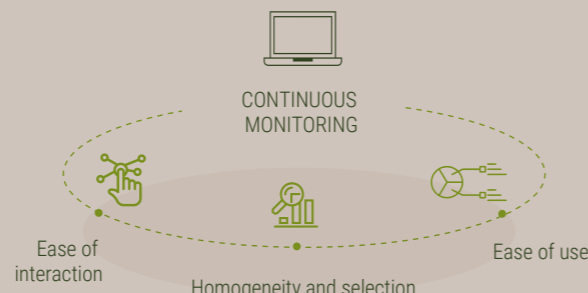 CONTINUOUS
MONITORING
Ease of
interaction
Ease of use
Homogeneity and selection